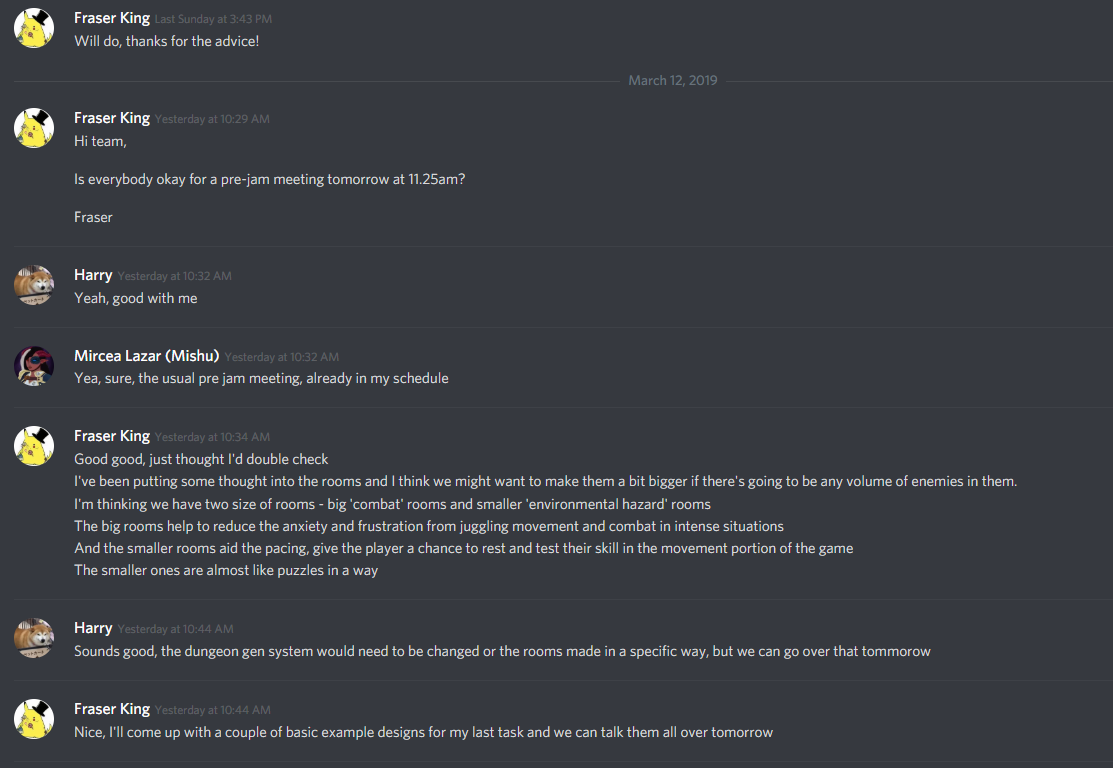 Fraser King Last Sunday at 3:43 PM
Will do, thanks for the advice!
March 12, 2019
Fraser King Yesterday at 10:29 AM
Hi team,
Is everybody okay for a pre-jam meeting tomorrow at 11.25am?
Fraser
Harry Yesterday at 10:32 AM
Yeah, good with me
Mircea Lazar (Mishu) Yesterday at 10:32 AM
Yea, sure, the usual pre jam meeting, already in my schedule
Fraser King Yesterday at 10:34 AM
Good good, just thought I'd double check
I've been putting some thought into the rooms and I think we might want to make them a bit bigger if there's going to be any volume of enemies in them.
I'm thinking we have two size of rooms - big 'combat' rooms and smaller 'environmental hazard' rooms
The big rooms help to reduce the anxiety and frustration from juggling movement and combat in intense situations
And the smaller rooms aid the pacing, give the player a chance to rest and test their skill in the movement portion of the game
The smaller ones are almost like puzzles in a way
Harry Yesterday at 10:44 AM
Sounds good, the dungeon gen system would need to be changed or the rooms made in a specific way, but we can go over that tommorow
Fraser King Yesterday at 10:44 AM
Nice, I'll come up with a couple of basic example designs for my last task and we can talk them all over tomorrow